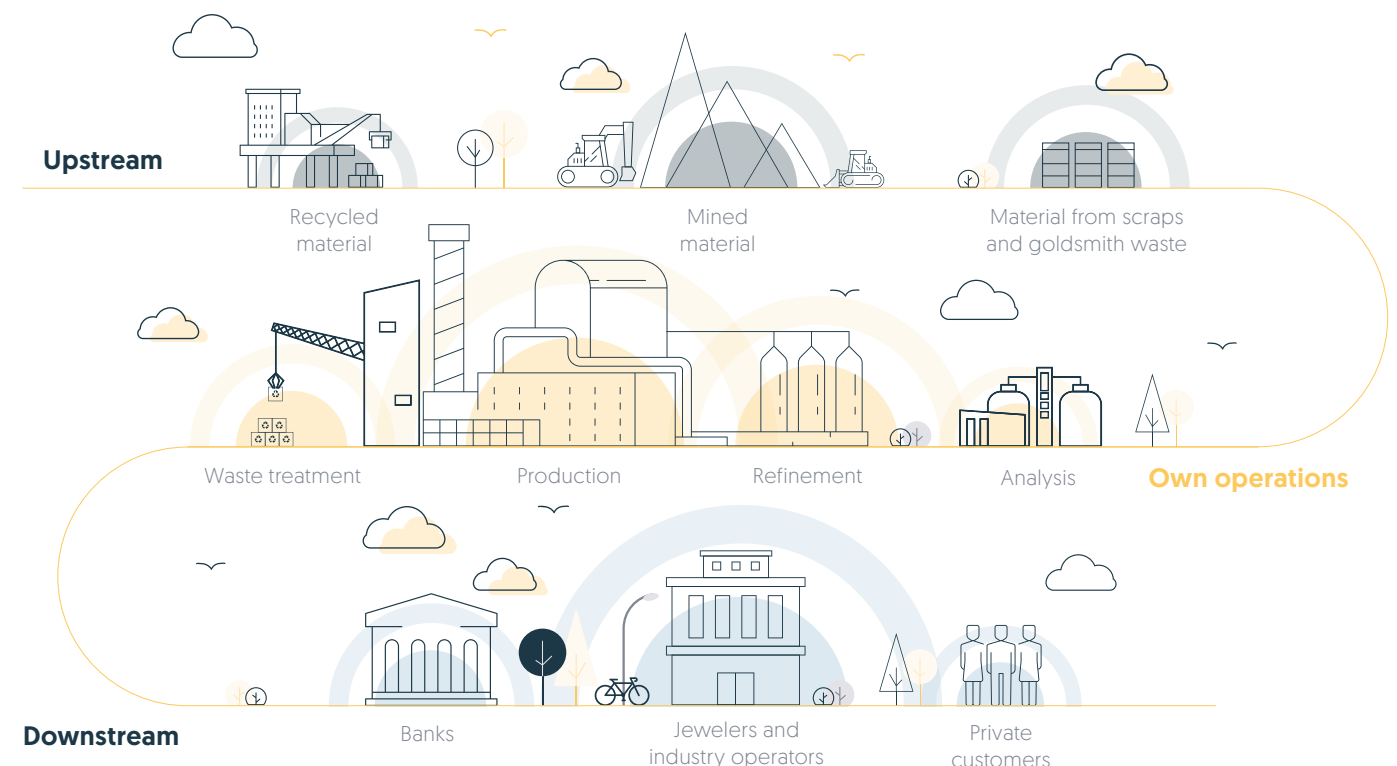 Upstream
Recycled
material
Mined
material
Material from scraps
and goldsmith waste
Waste treatment
Production
Refinement
Analysis
Own operations
Downstream
Banks
Jewelers and
industry operators
Private
customers